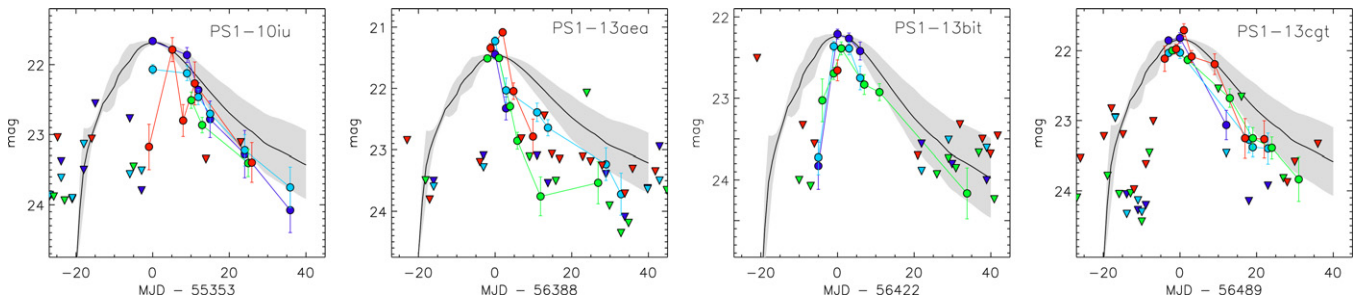 PS1-10iu
PS1-13aea
PS1-13bit
PS1-13cgt
mag
22
23
24
mag
21
22
23
24
mag
22
23
24
mag
22
23
24
-20 0 20 40
-20 0 20 40
-20 0 20 40
-20 0 20 40
MJD - 55353
MJD - 56388
MJD - 56422
MJD - 56489